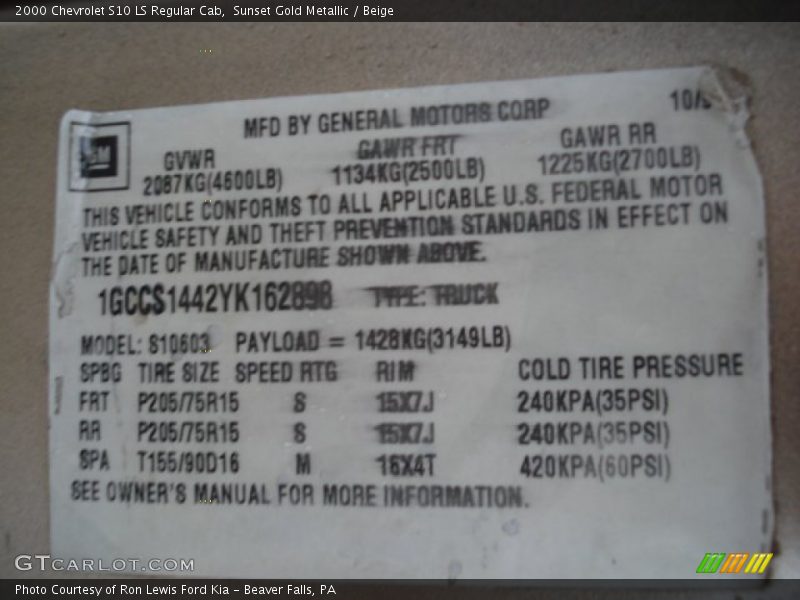 2000 Chevrolet S10 LS Regular Cab,  Sunset Gold Metallic / Beige
MFD BY GENERAL MOTORS CORP
10/
GM
GVWR GAWR FRT GAWR RR
2087KG(4600LB) 1134KG(2500LB) 1225KG(2700LB)
THIS VEHICLE CONFORMS TO ALL APPLICABLE U.S. FEDERAL MOTOR
VEHICLE SAFETY AND THEFT PREVENTION STANDARDS IN EFFECT ON
THE DATE OF MANUFACTURE SHOWN ABOVE.
1GCCS1442YK162898 TYPE: TRUCK
MODEL: S10603 PAYLOAD = 1428KG(3149LB)
SPBG TIRE SIZE SPEED RTG RIM COLD TIRE PRESSURE
FRT P205/75R15 S 15X7J 240KPA(35PSI)
RR P205/75R15 S 15X7J 240KPA(35PSI)
SPA T155/90D16 M 16X4T 420KPA(60PSI)
SEE OWNER'S MANUAL FOR MORE INFORMATION.
GTCARLOT.COM
Photo Courtesy of Ron Lewis Ford Kia - Beaver Falls, PA